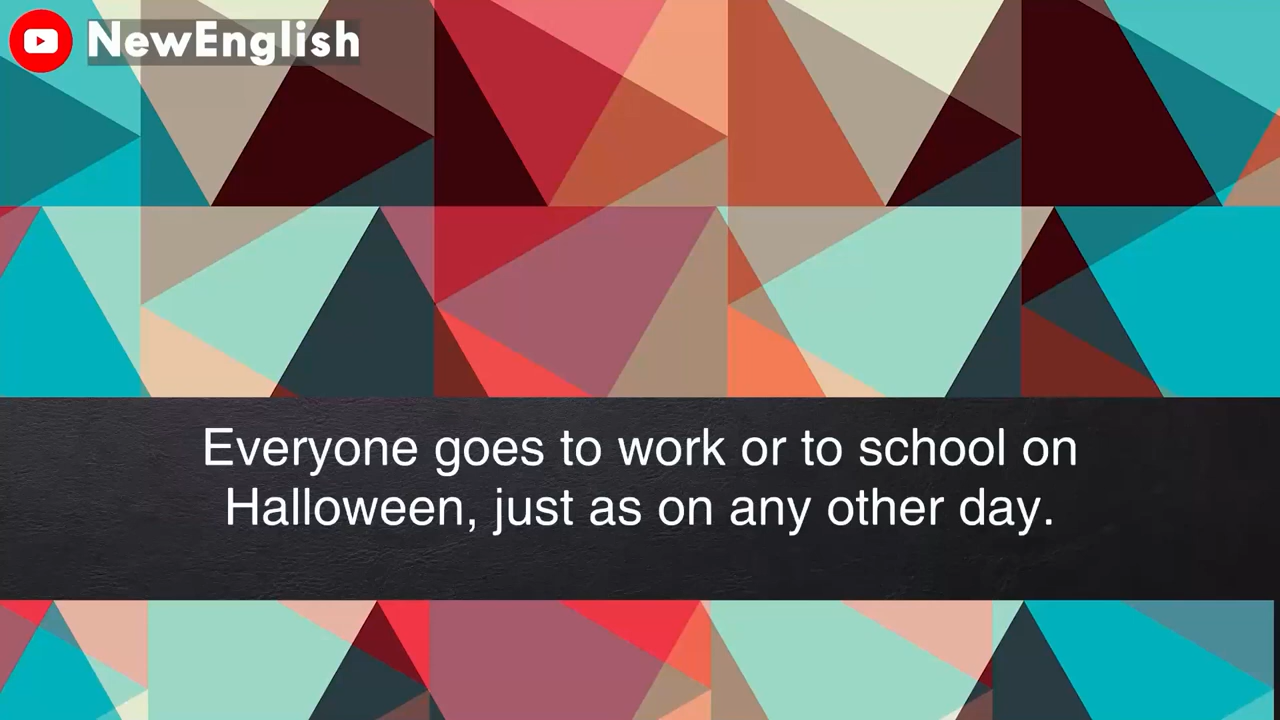 NewEnglish
Everyone goes to work or to school on
Halloween, just as on any other day.